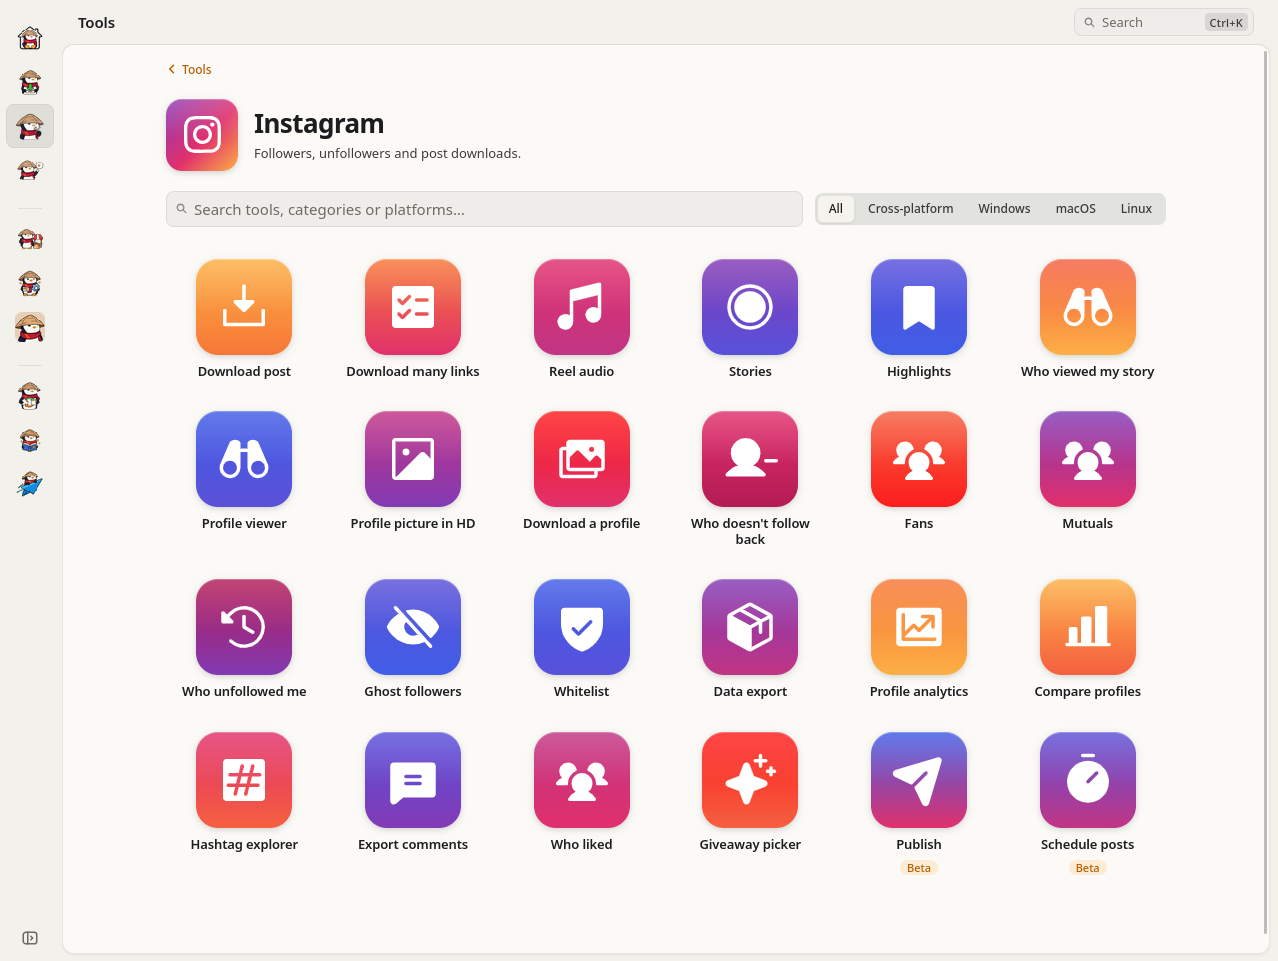 Tools
Search
Ctrl+K
Tools
Instagram
Followers, unfollowers and post downloads.
Search tools, categories or platforms...
All
Cross-platform
Windows
macOS
Linux
Download post
Download many links
Reel audio
Stories
Highlights
Who viewed my story
Profile viewer
Profile picture in HD
Download a profile
Who doesn't follow
back
Fans
Mutuals
Who unfollowed me
Ghost followers
Whitelist
Data export
Profile analytics
Compare profiles
Hashtag explorer
Export comments
Who liked
Giveaway picker
Publish
Schedule posts
Beta
Beta